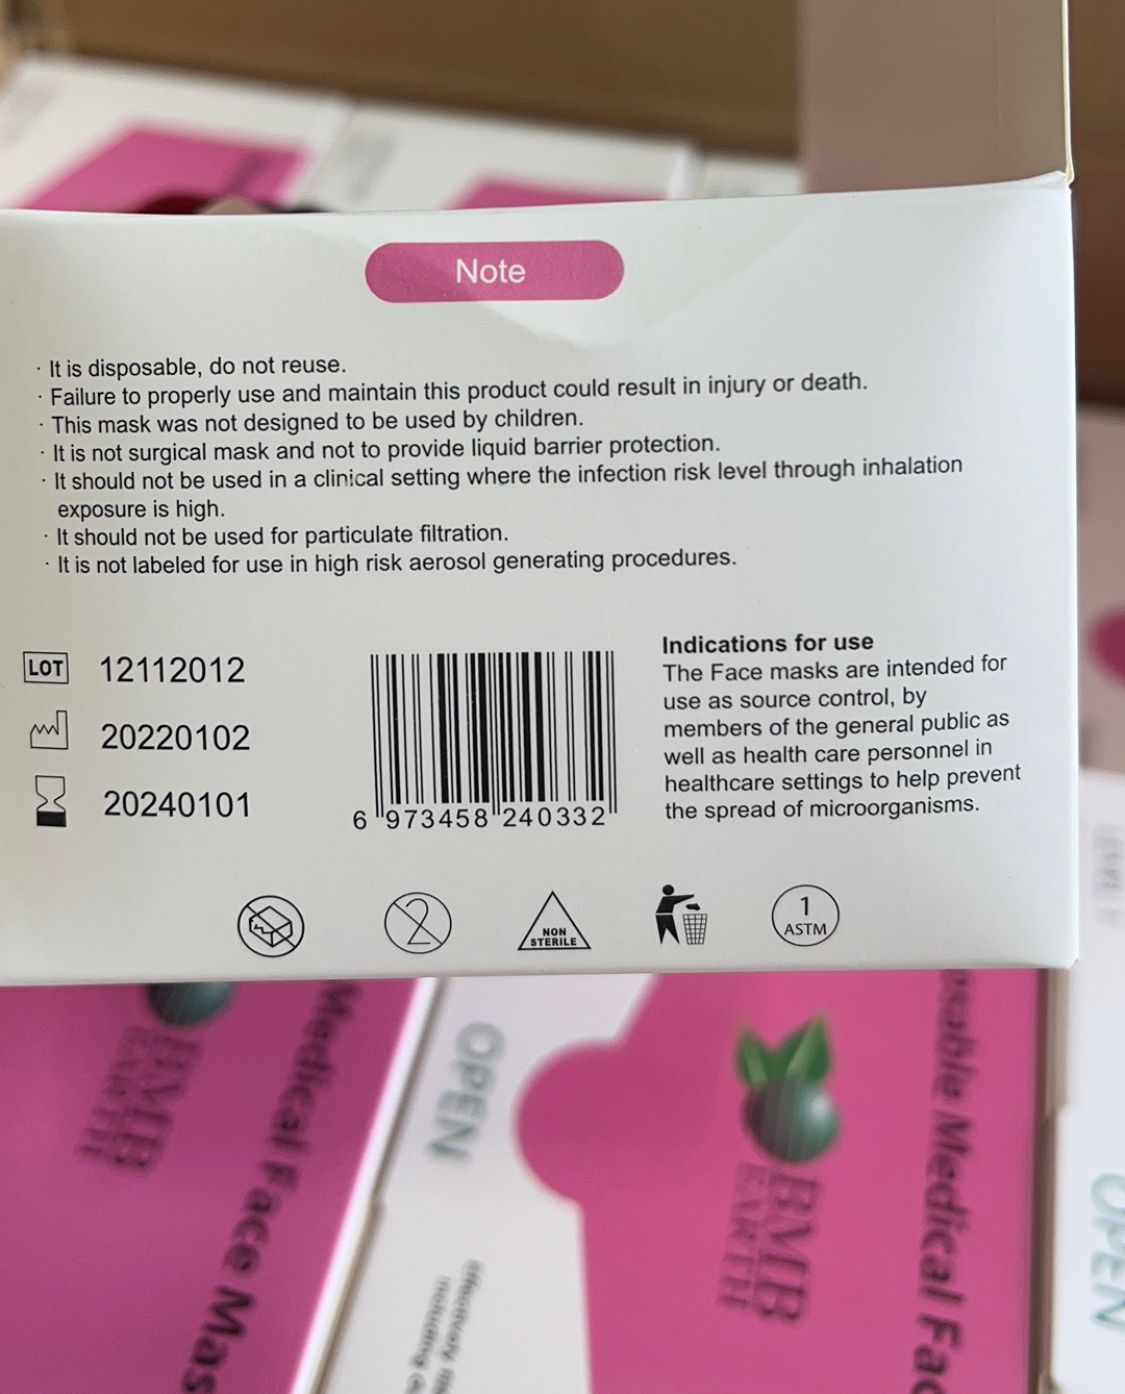 Note
· It is disposable, do not reuse.
· Failure to properly use and maintain this product could result in injury or death.
· This mask was not designed to be used by children.
· It is not surgical mask and not to provide liquid barrier protection.
· It should not be used in a clinical setting where the infection risk level through inhalation
exposure is high.
· It should not be used for particulate filtration.
· It is not labeled for use in high risk aerosol generating procedures.
LOT 12112012
20220102
20240101
6 973458 240332
Indications for use
The Face masks are intended for
use as source control, by
members of the general public as
well as health care personnel in
healthcare settings to help prevent
the spread of microorganisms.
2
NON
STERILE
1
ASTM
BMB
EARTH
Medical Face Mas
OPEN
effectively
including
BMB
EARTH
osable Medical Fac
OPEN